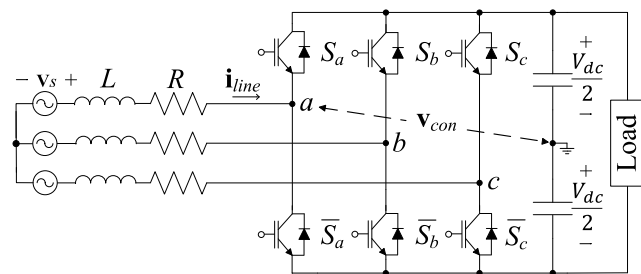 S_a S_b S_c
+
V_dc
2
−
− v_s + L R i_line
a
v_con
b
c
Load
+
V_dc
2
−
S̅_a S̅_b S̅_c